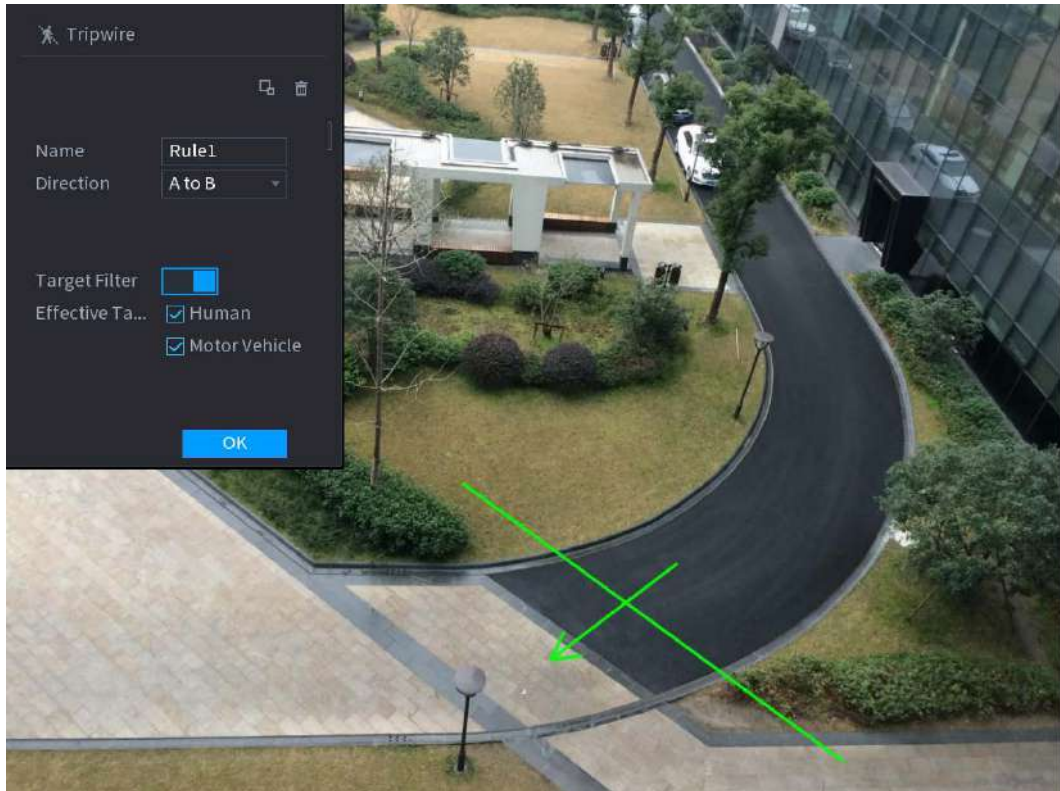 Tripwire
Name Rule1
Direction A to B
Target Filter
Effective Ta... Human
Motor Vehicle
OK